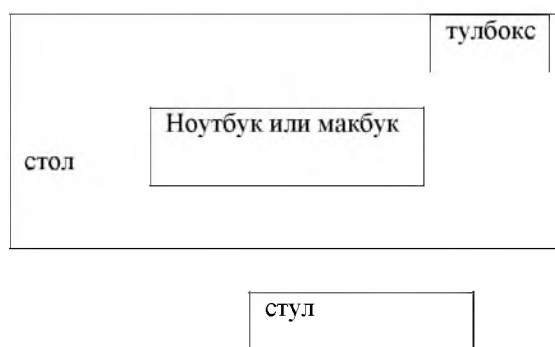 тулбокс
Ноутбук или макбук
стол
стул